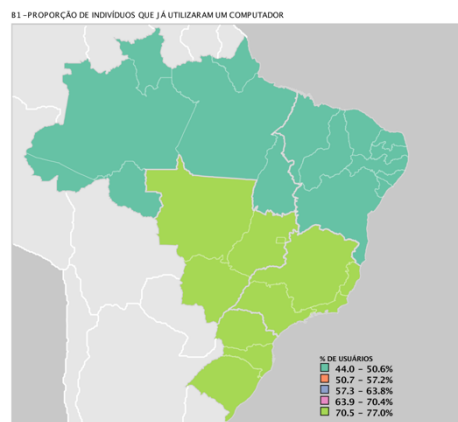 B1 - PROPORÇÃO DE INDIVÍDUOS QUE JÁ UTILIZARAM UM COMPUTADOR
% DE USUÁRIOS
44.0 - 50.6%
50.7 - 57.2%
57.3 - 63.8%
63.9 - 70.4%
70.5 - 77.0%